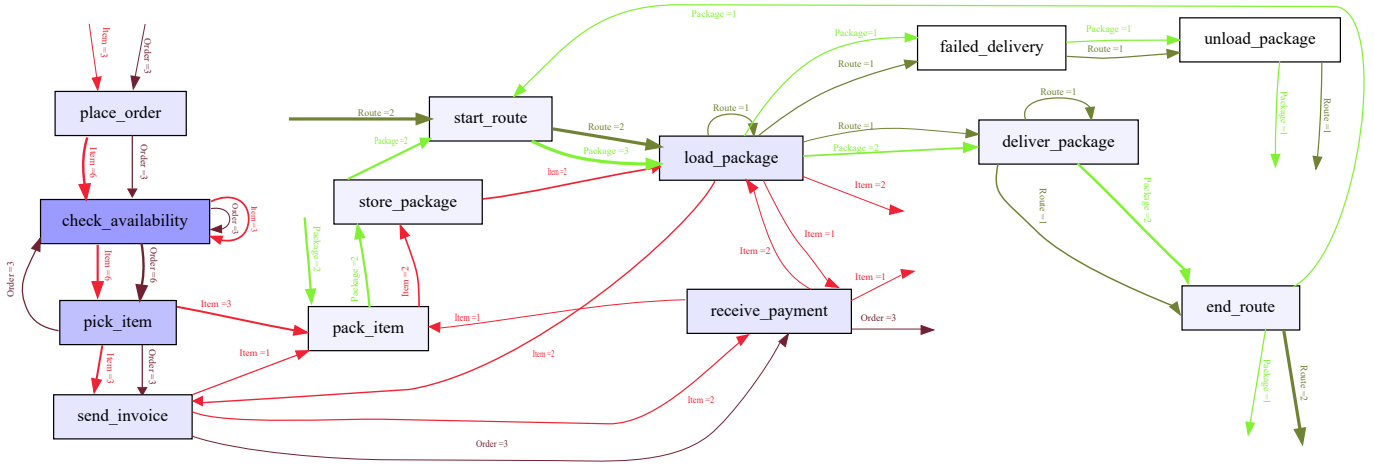 Package =1
Item =3
Order =3
Package=1
failed_delivery
Package =1
Route =1
unload_package
place_order
Route =2
start_route
Route =2
Package =3
Route =1
Route =1
Route =1
Package =2
Route =1
deliver_package
Package =1
Route =1
Package =2
load_package
Item =6
Order =3
Item =2
store_package
Item =2
check_availability
Order =3
Item =3
Package =2
Route =1
Item =6
Order =6
Package =2
Package =2
Item =2
Item =2
Item =1
Item =1
Order =3
pick_item
Item =3
pack_item
Item =1
receive_payment
Order =3
end_route
Item =3
Order =3
Item =1
Item =2
Package =1
Route =2
send_invoice
Item =2
Order =3